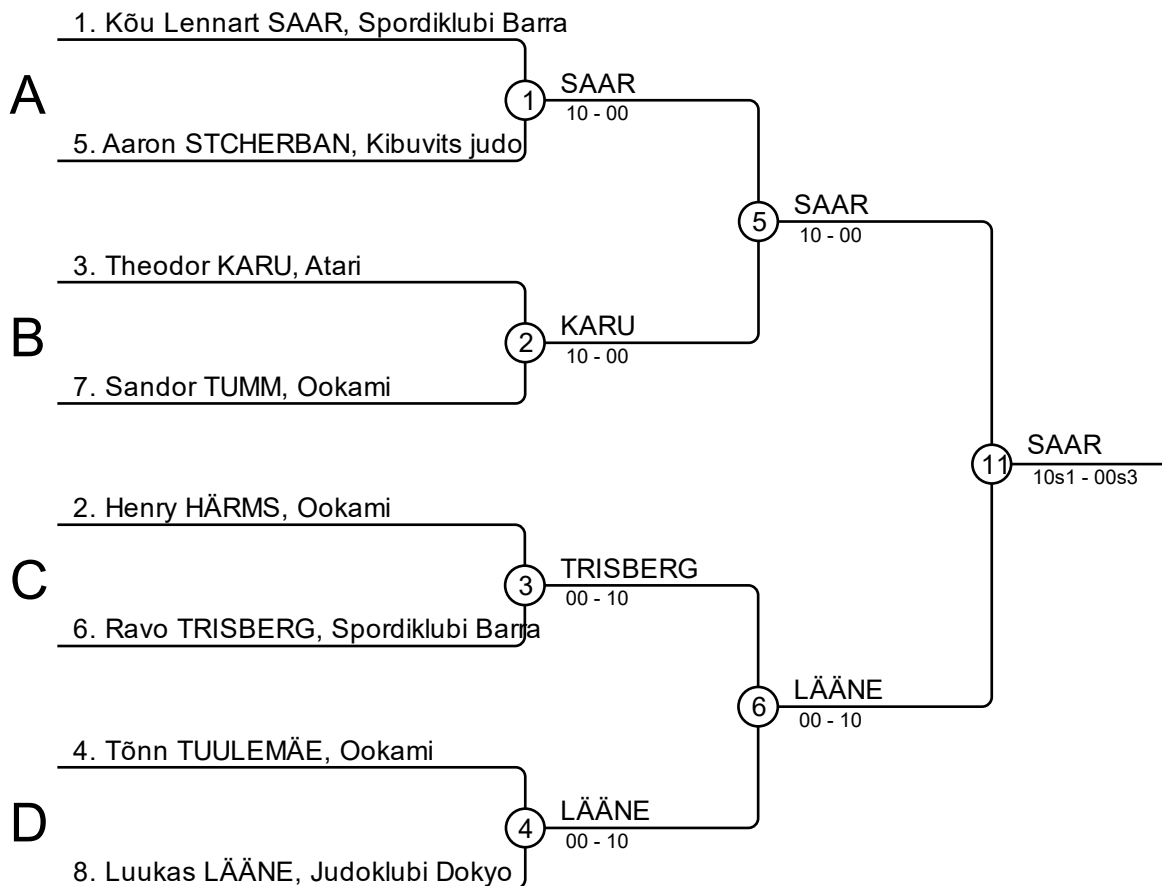 1. Kõu Lennart SAAR, Spordiklubi Barra
A
1
SAAR
10 - 00
5. Aaron STCHERBAN, Kibuvits judo
5
SAAR
10 - 00
3. Theodor KARU, Atari
B
2
KARU
10 - 00
7. Sandor TUMM, Ookami
11
SAAR
10s1 - 00s3
2. Henry HÄRMS, Ookami
C
3
TRISBERG
00 - 10
6. Ravo TRISBERG, Spordiklubi Barra
6
LÄÄNE
00 - 10
4. Tõnn TUULEMÄE, Ookami
D
4
LÄÄNE
00 - 10
8. Luukas LÄÄNE, Judoklubi Dokyo